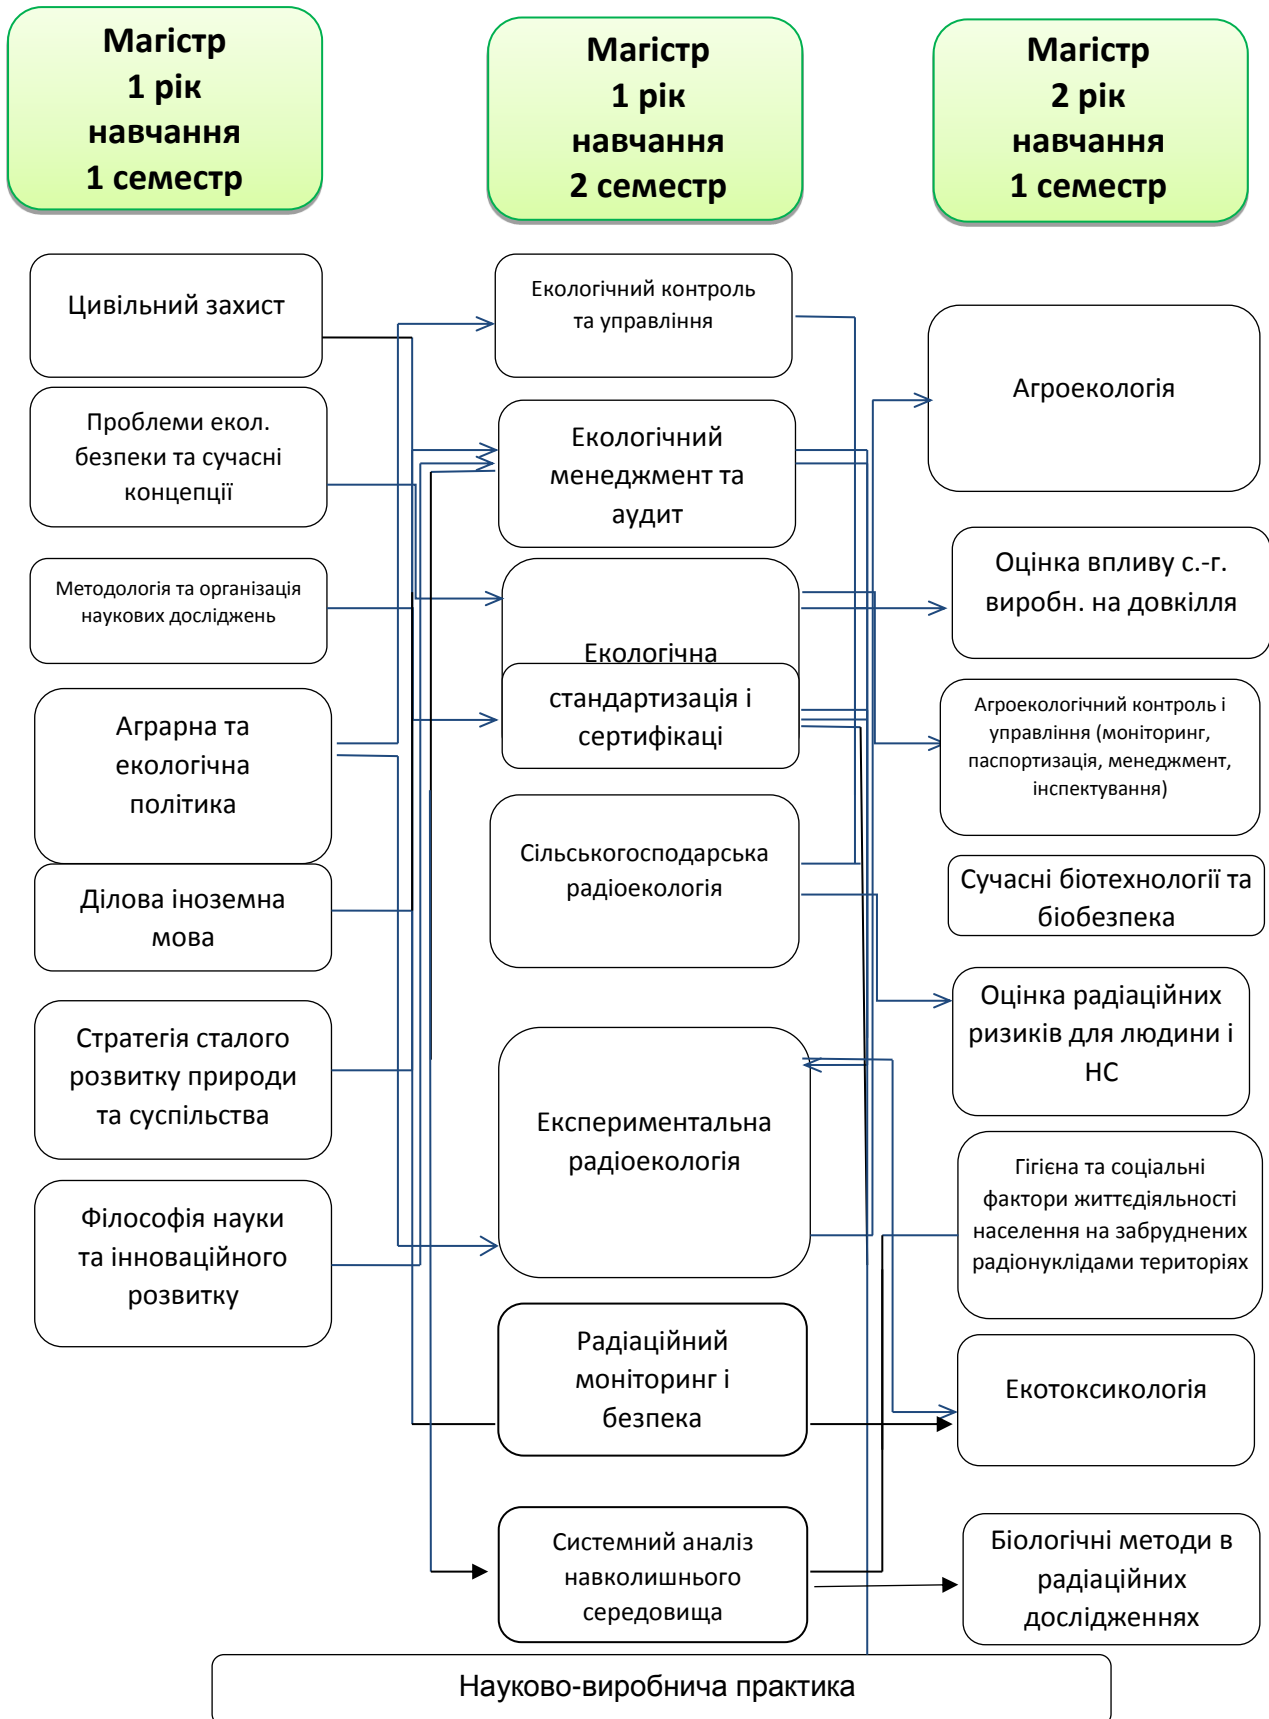 Магістр
1 рік
навчання
1 семестр
Магістр
1 рік
навчання
2 семестр
Магістр
2 рік
навчання
1 семестр
Цивільний захист
Проблеми екол.
безпеки та сучасні
концепції
Методологія та організація
наукових досліджень
Аграрна та
екологічна
політика
Ділова іноземна
мова
Стратегія сталого
розвитку природи
та суспільства
Філософія науки
та інноваційного
розвитку
Екологічний контроль
та управління
Екологічний
менеджмент та
аудит
Екологічна
стандартизація і
сертифікаці
Сільськогосподарська
радіоекологія
Експериментальна
радіоекологія
Радіаційний
моніторинг і
безпека
Системний аналіз
навколишнього
середовища
Агроекологія
Оцінка впливу с.-г.
виробн. на довкілля
Агроекологічний контроль і
управління (моніторинг,
паспортизація, менеджмент,
інспектування)
Сучасні біотехнології та
біобезпека
Оцінка радіаційних
ризиків для людини і
НС
Гігієна та соціальні
фактори життєдіяльності
населення на забруднених
радіонуклідами територіях
Екотоксикологія
Біологічні методи в
радіаційних
дослідженнях
Науково-виробнича практика